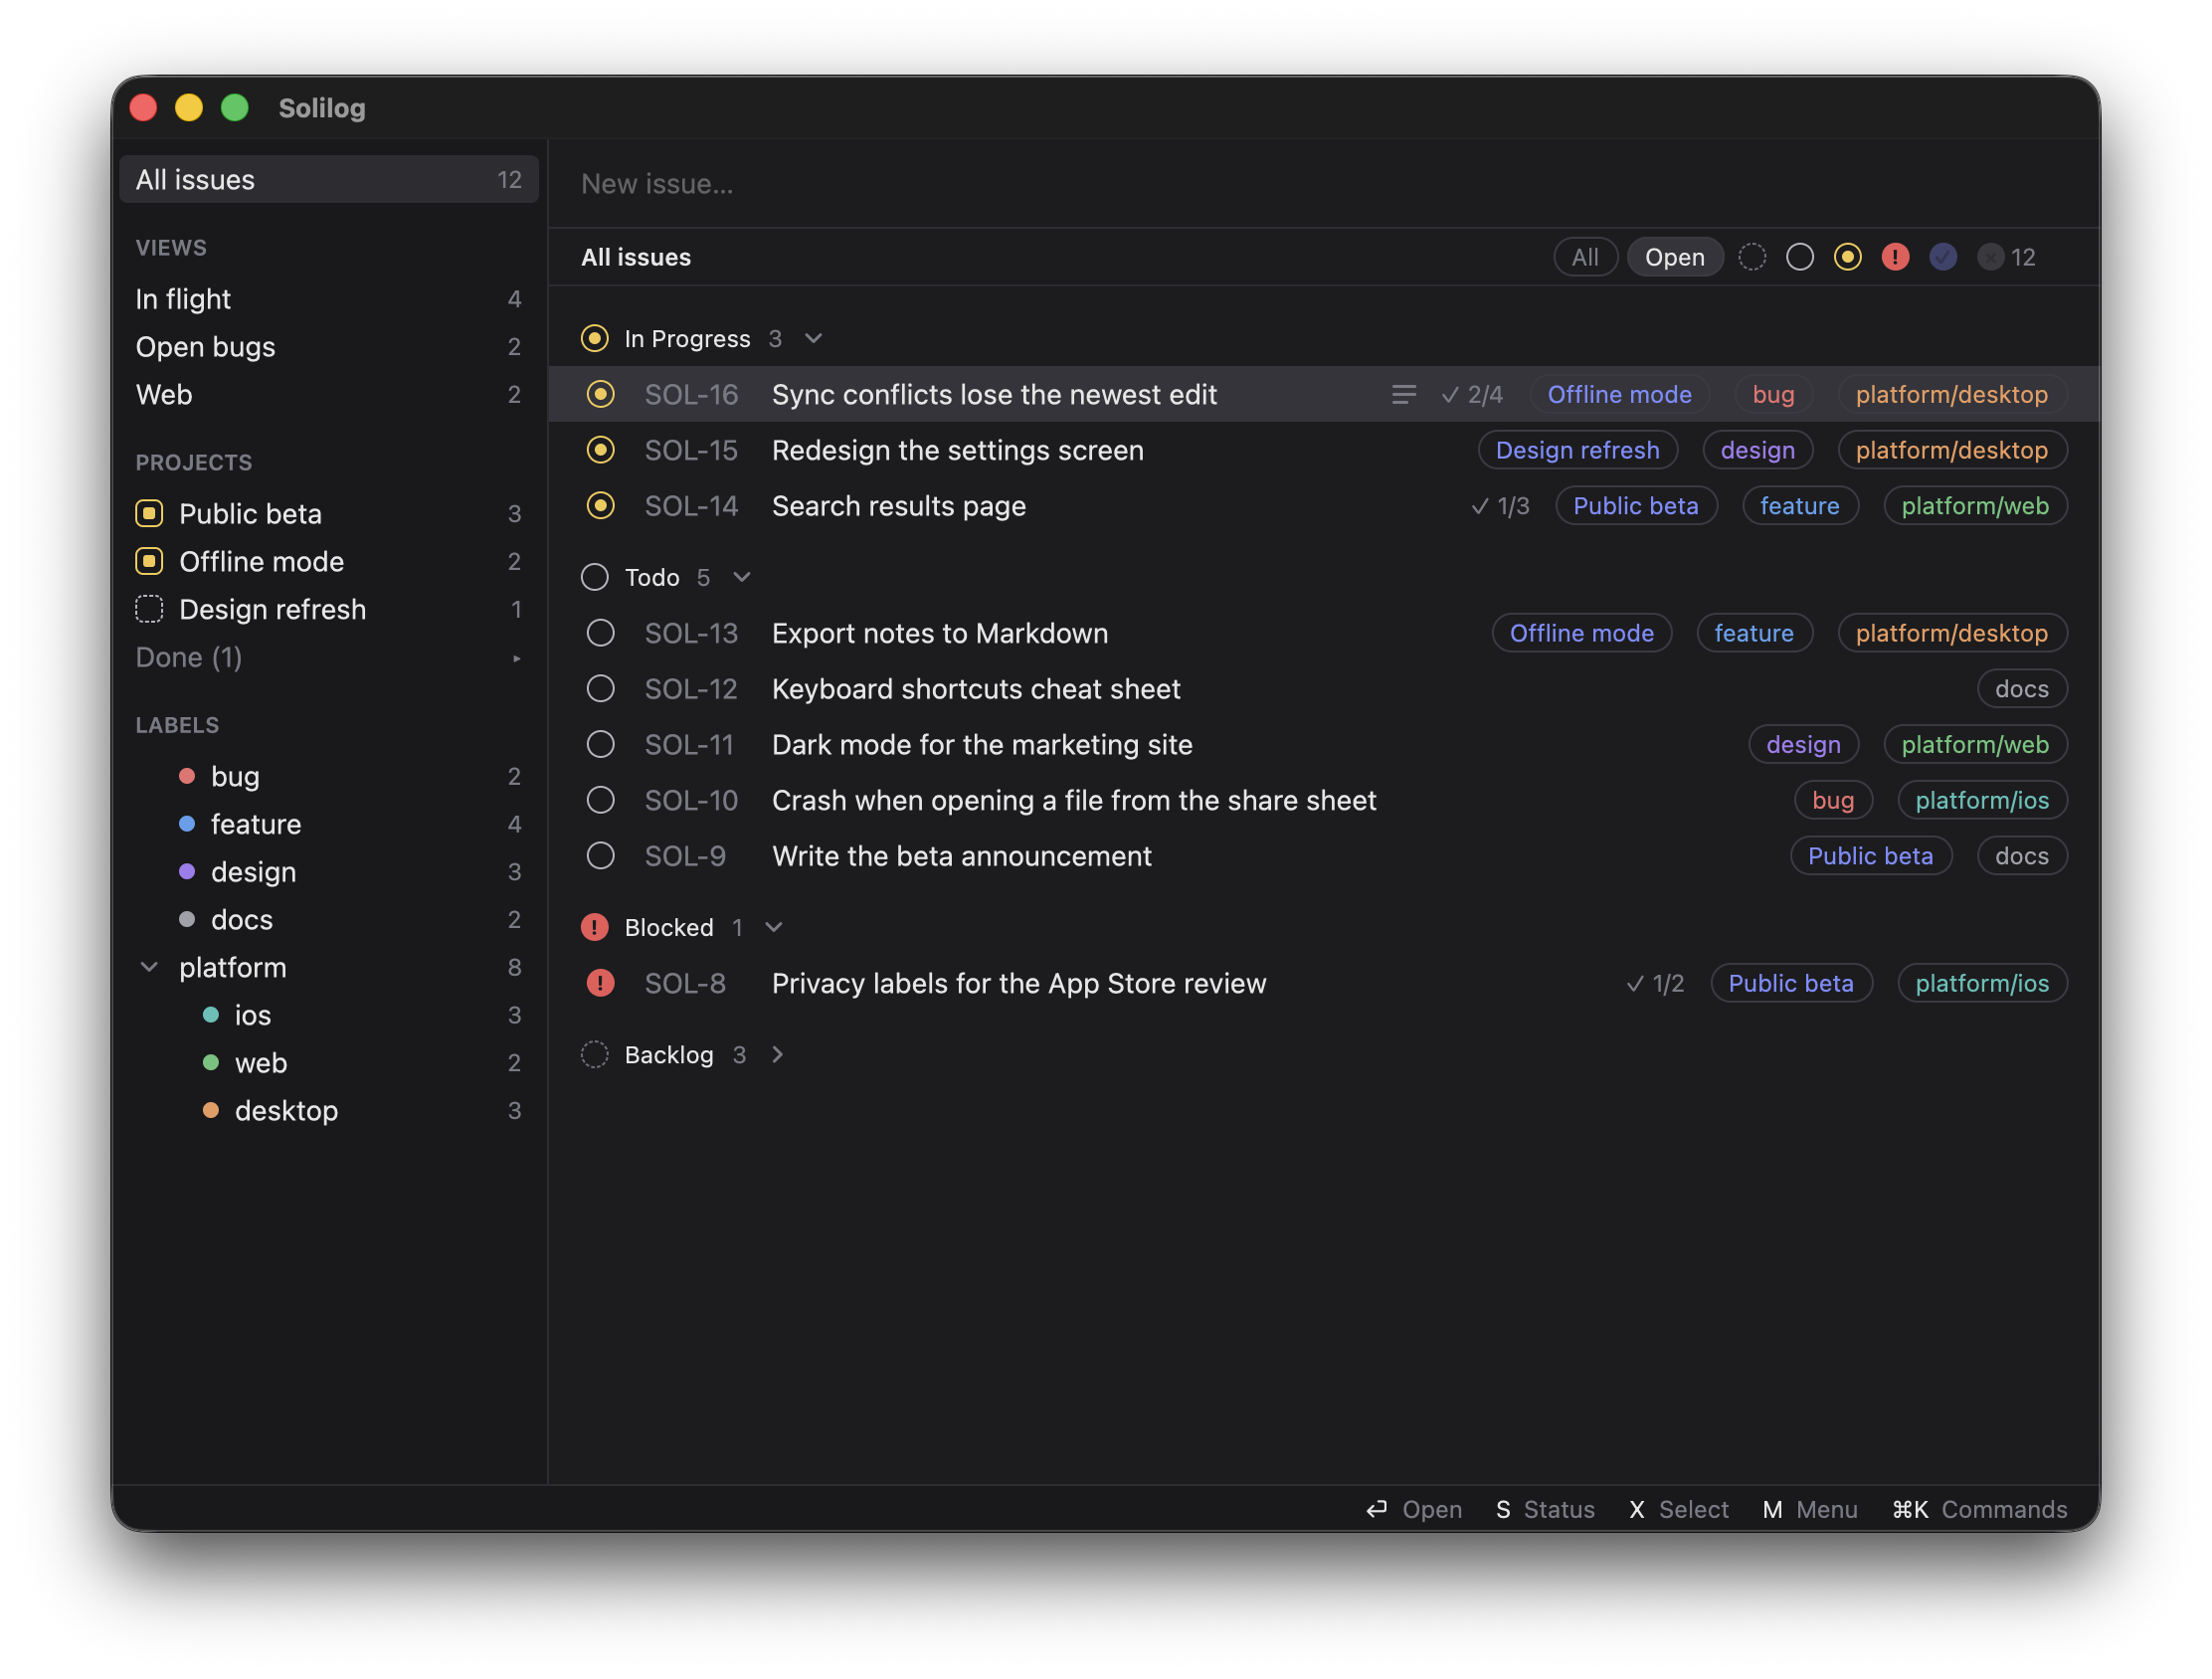 Solilog
All issues 12
VIEWS
In flight 4
Open bugs 2
Web 2
PROJECTS
Public beta 3
Offline mode 2
Design refresh 1
Done (1)
LABELS
bug 2
feature 4
design 3
docs 2
platform 8
ios 3
web 2
desktop 3
New issue...
All issues All Open 12
In Progress 3
SOL-16 Sync conflicts lose the newest edit 2/4 Offline mode bug platform/desktop
SOL-15 Redesign the settings screen Design refresh design platform/desktop
SOL-14 Search results page 1/3 Public beta feature platform/web
Todo 5
SOL-13 Export notes to Markdown Offline mode feature platform/desktop
SOL-12 Keyboard shortcuts cheat sheet docs
SOL-11 Dark mode for the marketing site design platform/web
SOL-10 Crash when opening a file from the share sheet bug platform/ios
SOL-9 Write the beta announcement Public beta docs
Blocked 1
SOL-8 Privacy labels for the App Store review 1/2 Public beta platform/ios
Backlog 3
Open S Status X Select M Menu ⌘K Commands